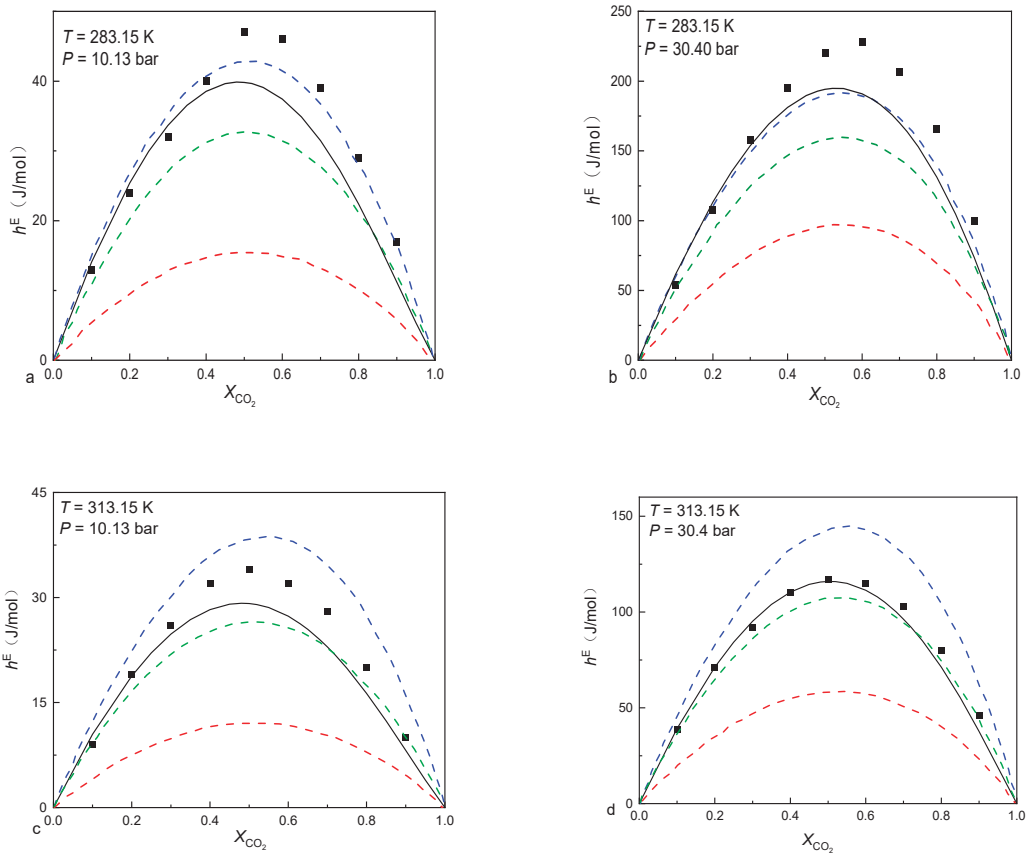 T = 283.15 K
P = 10.13 bar
hᴱ（J/mol）
0
20
40
0.0 0.2 0.4 0.6 0.8 1.0
a
X_CO₂
T = 283.15 K
P = 30.40 bar
hᴱ（J/mol）
0
50
100
150
200
250
0.0 0.2 0.4 0.6 0.8 1.0
b
X_CO₂
T = 313.15 K
P = 10.13 bar
hᴱ（J/mol）
0
15
30
45
0.0 0.2 0.4 0.6 0.8 1.0
c
X_CO₂
T = 313.15 K
P = 30.4 bar
hᴱ（J/mol）
0
50
100
150
0.0 0.2 0.4 0.6 0.8 1.0
d
X_CO₂